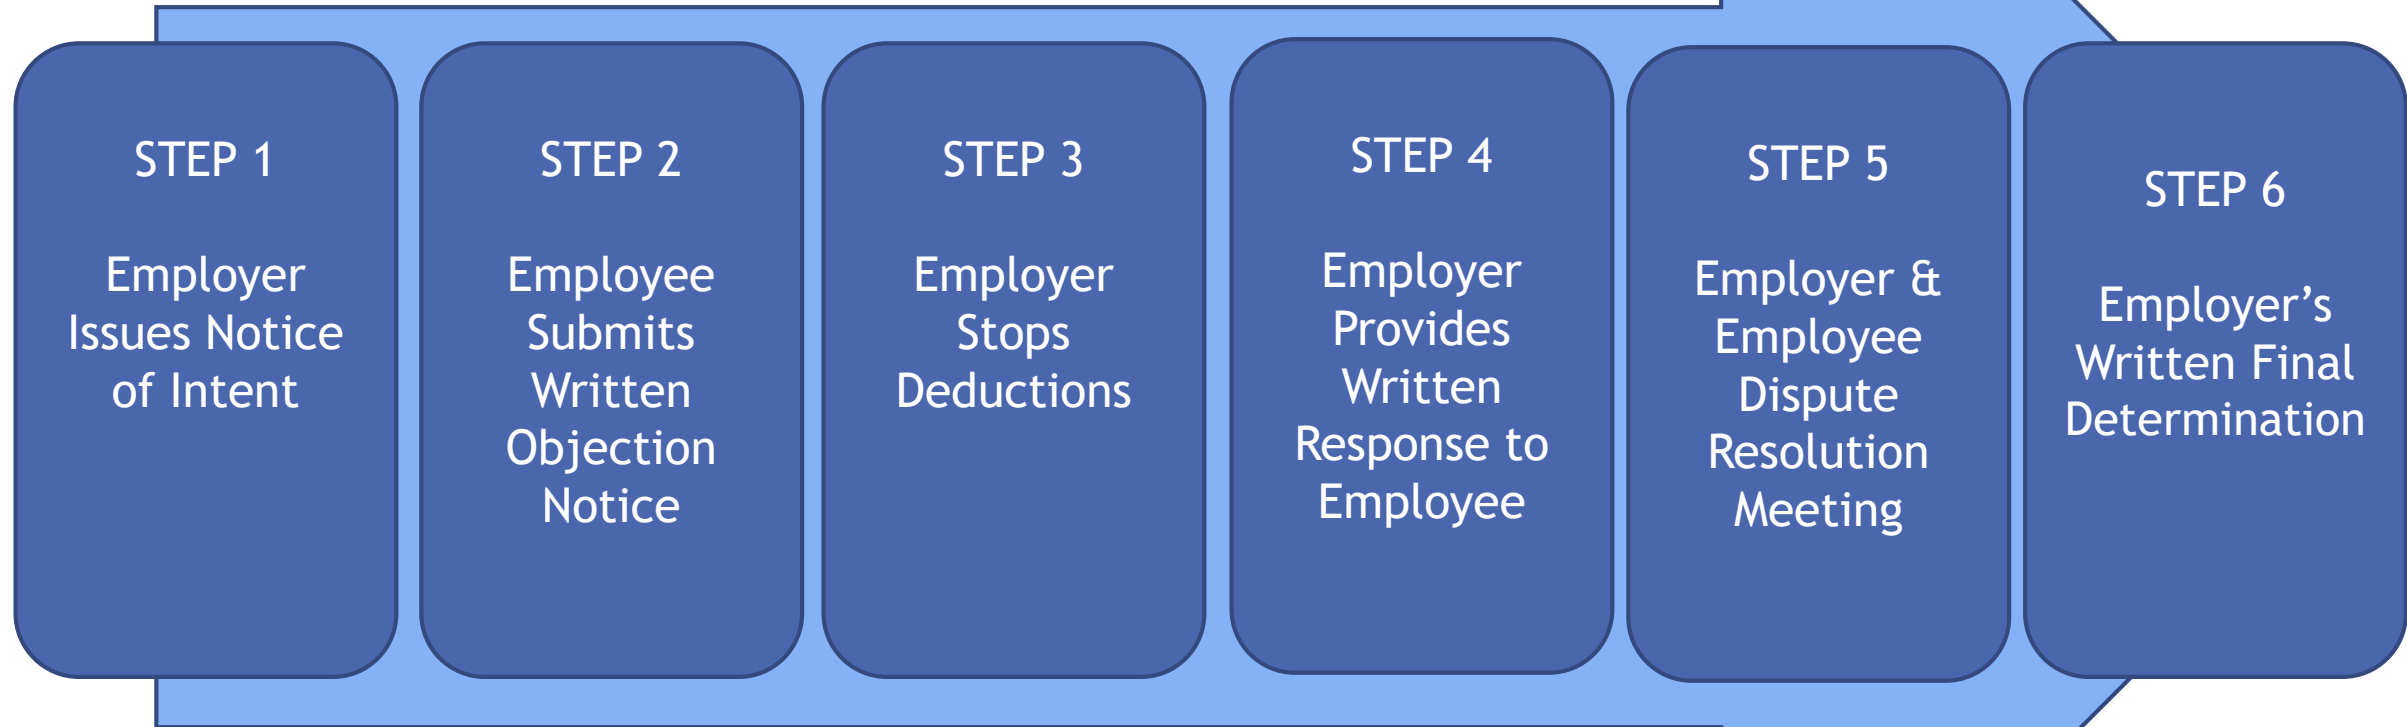 STEP 1
Employer
Issues Notice
of Intent
STEP 2
Employee
Submits
Written
Objection
Notice
STEP 3
Employer
Stops
Deductions
STEP 4
Employer
Provides
Written
Response to
Employee
STEP 5
Employer &
Employee
Dispute
Resolution
Meeting
STEP 6
Employer’s
Written Final
Determination